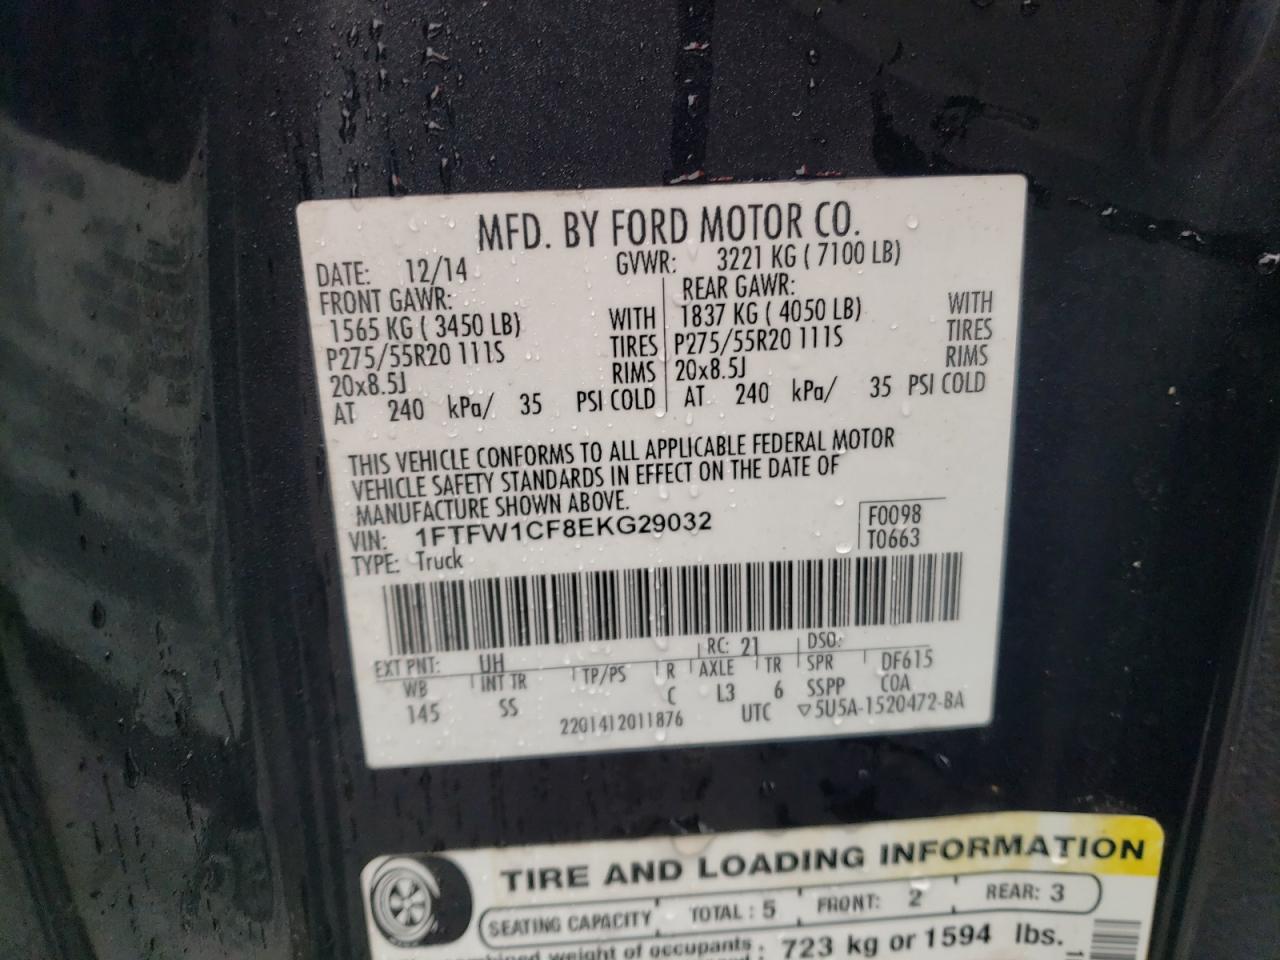 MFD. BY FORD MOTOR CO.
DATE: 12/14 GVWR: 3221 KG ( 7100 LB)
FRONT GAWR: REAR GAWR:
1565 KG ( 3450 LB) WITH 1837 KG ( 4050 LB) WITH
P275/55R20 111S TIRES P275/55R20 111S TIRES
20x8.5J RIMS 20x8.5J RIMS
AT 240 kPa/ 35 PSI COLD AT 240 kPa/ 35 PSI COLD
THIS VEHICLE CONFORMS TO ALL APPLICABLE FEDERAL MOTOR
VEHICLE SAFETY STANDARDS IN EFFECT ON THE DATE OF
MANUFACTURE SHOWN ABOVE.
VIN: 1FTFW1CF8EKG29032 F0098
TYPE: Truck T0663
EXT PNT: UH RC: 21 DSO:
WB INT TR TP/PS R AXLE TR SPR DF615
145 SS C L3 6 SSPP COA
2201412011876 UTC ▽5U5A-1520472-BA
TIRE AND LOADING INFORMATION
SEATING CAPACITY TOTAL : 5 FRONT: 2 REAR: 3
combined weight of occupants 723 kg or 1594 lbs.